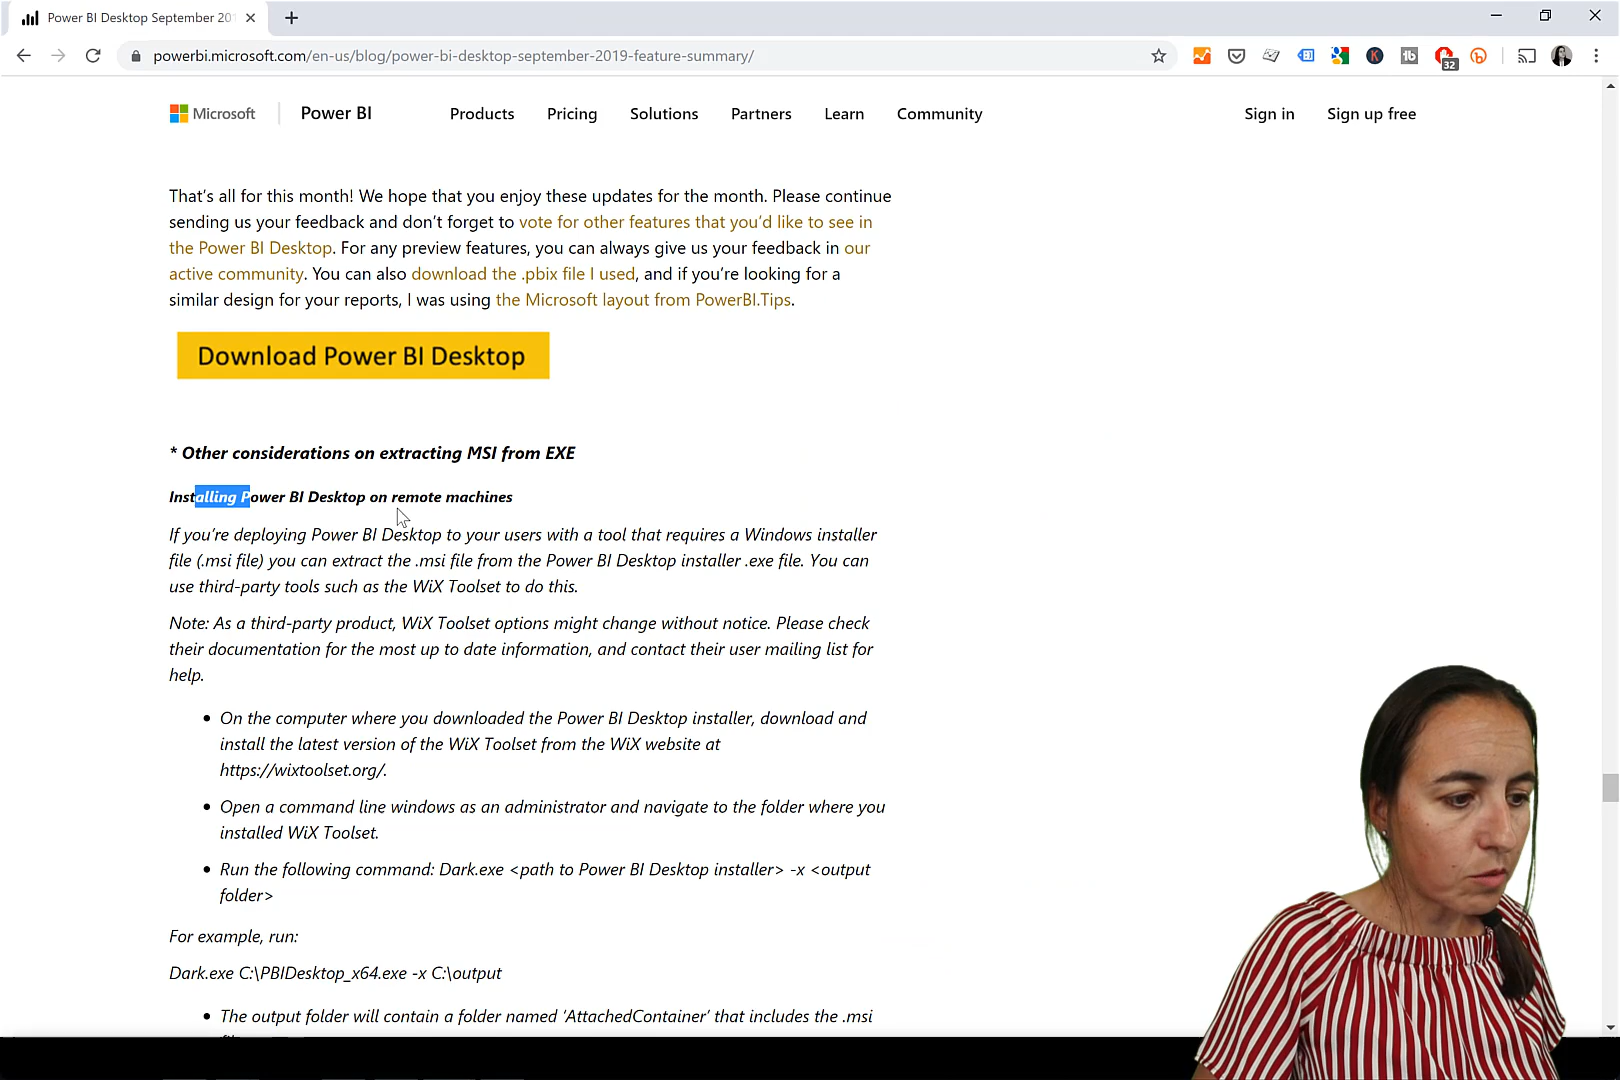 Power BI Desktop September 201
powerbi.microsoft.com/en-us/blog/power-bi-desktop-september-2019-feature-summary/
32
Microsoft
Power BI
Products
Pricing
Solutions
Partners
Learn
Community
Sign in
Sign up free
That's all for this month! We hope that you enjoy these updates for the month. Please continue
sending us your feedback and don't forget to vote for other features that you'd like to see in
the Power BI Desktop. For any preview features, you can always give us your feedback in our
active community. You can also download the .pbix file I used, and if you're looking for a
similar design for your reports, I was using the Microsoft layout from PowerBI.Tips.
Download Power BI Desktop
* Other considerations on extracting MSI from EXE
Installing Power BI Desktop on remote machines
If you're deploying Power BI Desktop to your users with a tool that requires a Windows installer
file (.msi file) you can extract the .msi file from the Power BI Desktop installer .exe file. You can
use third-party tools such as the WiX Toolset to do this.
Note: As a third-party product, WiX Toolset options might change without notice. Please check
their documentation for the most up to date information, and contact their user mailing list for
help.
• On the computer where you downloaded the Power BI Desktop installer, download and
install the latest version of the WiX Toolset from the WiX website at
https://wixtoolset.org/.
• Open a command line windows as an administrator and navigate to the folder where you
installed WiX Toolset.
• Run the following command: Dark.exe <path to Power BI Desktop installer> -x <output
folder>
For example, run:
Dark.exe C:\PBIDesktop_x64.exe -x C:\output
• The output folder will contain a folder named 'AttachedContainer' that includes the .msi